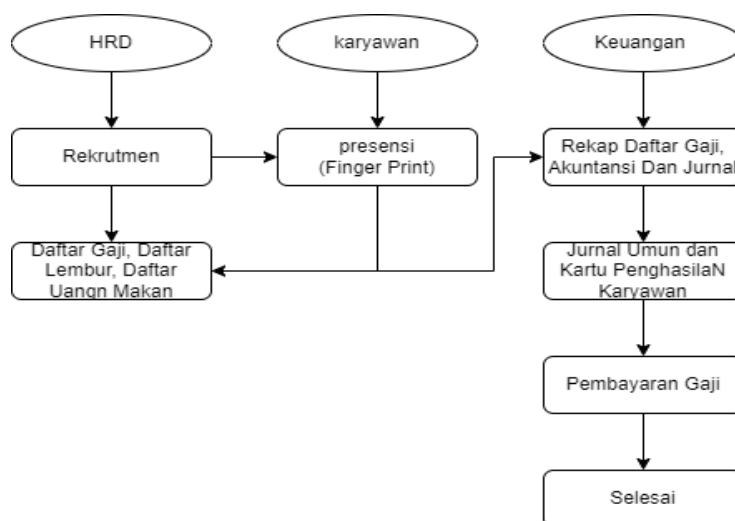 HRD
karyawan
Keuangan
Rekrutmen
presensi
(Finger Print)
Rekap Daftar Gaji,
Akuntansi Dan Jurnal
Daftar Gaji, Daftar
Lembur, Daftar
Uangn Makan
Jurnal Umun dan
Kartu PenghasilaN
Karyawan
Pembayaran Gaji
Selesai